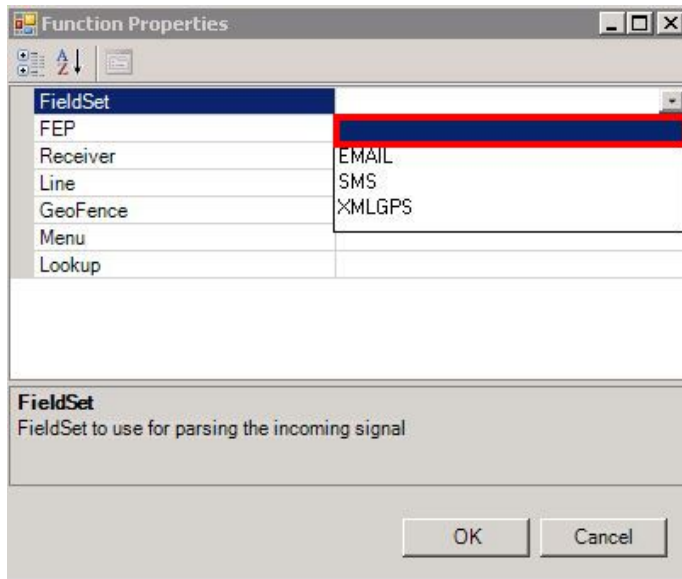 Function Properties
FieldSet
FEP
Receiver
EMAIL
Line
SMS
GeoFence
XMLGPS
Menu
Lookup
FieldSet
FieldSet to use for parsing the incoming signal
OK
Cancel